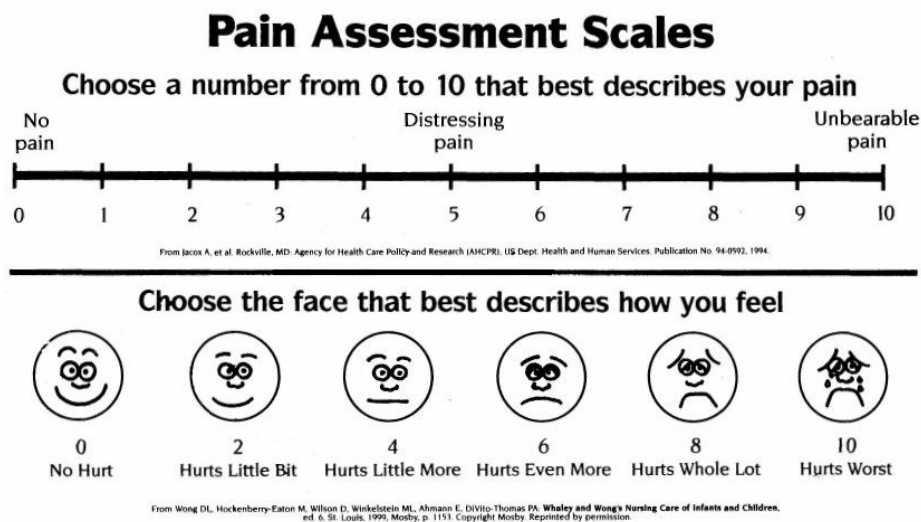 Pain Assessment Scales
Choose a number from 0 to 10 that best describes your pain
No pain
Distressing pain
Unbearable pain
0 1 2 3 4 5 6 7 8 9 10
From Jacox A, et al. Rockville, MD. Agency for Health Care Policy and Research (AHCPR), US Dept. Health and Human Services. Publication No. 94-0592, 1994.
Choose the face that best describes how you feel
0 2 4 6 8 10
No Hurt Hurts Little Bit Hurts Little More Hurts Even More Hurts Whole Lot Hurts Worst
From Wong DL, Hockenberry-Eaton M, Wilson D, Winkelstein ML, Ahmann E, DiVito-Thomas PA: Whaley and Wong's Nursing Care of Infants and Children,
ed. 6, St. Louis, 1999, Mosby, p. 1153. Copyright Mosby. Reprinted by permission.